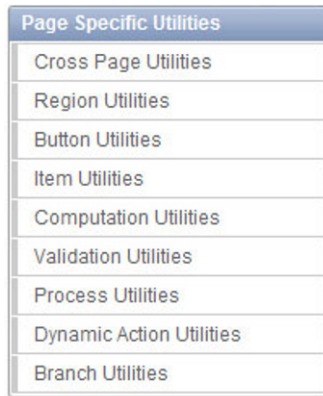 Page Specific Utilities
Cross Page Utilities
Region Utilities
Button Utilities
Item Utilities
Computation Utilities
Validation Utilities
Process Utilities
Dynamic Action Utilities
Branch Utilities